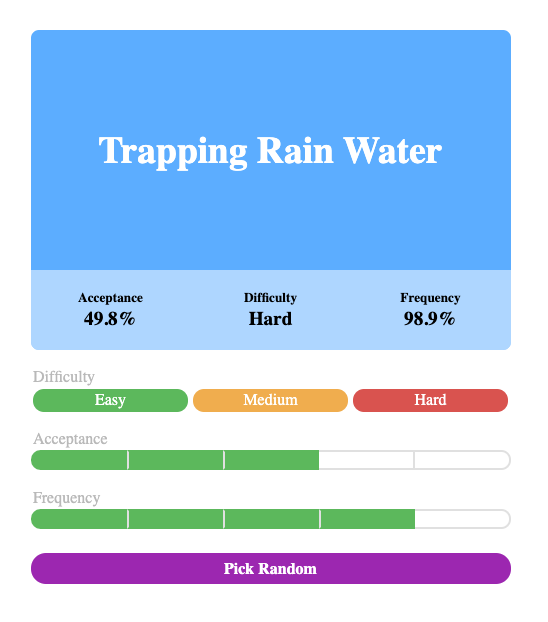 Trapping Rain Water
Acceptance Difficulty Frequency
49.8% Hard 98.9%
Difficulty
Easy Medium Hard
Acceptance
Frequency
Pick Random